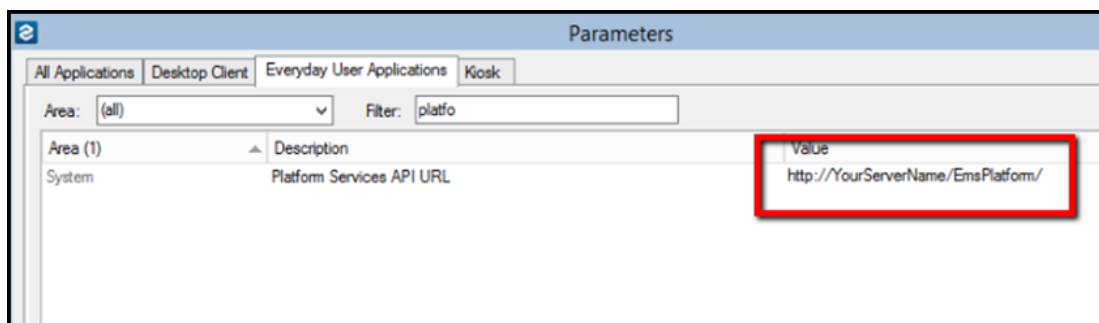 Parameters
All Applications Desktop Client Everyday User Applications Kiosk
Area: (all) Filter: platfo
Area (1) Description Value
System Platform Services API URL http://YourServerName/EmsPlatform/